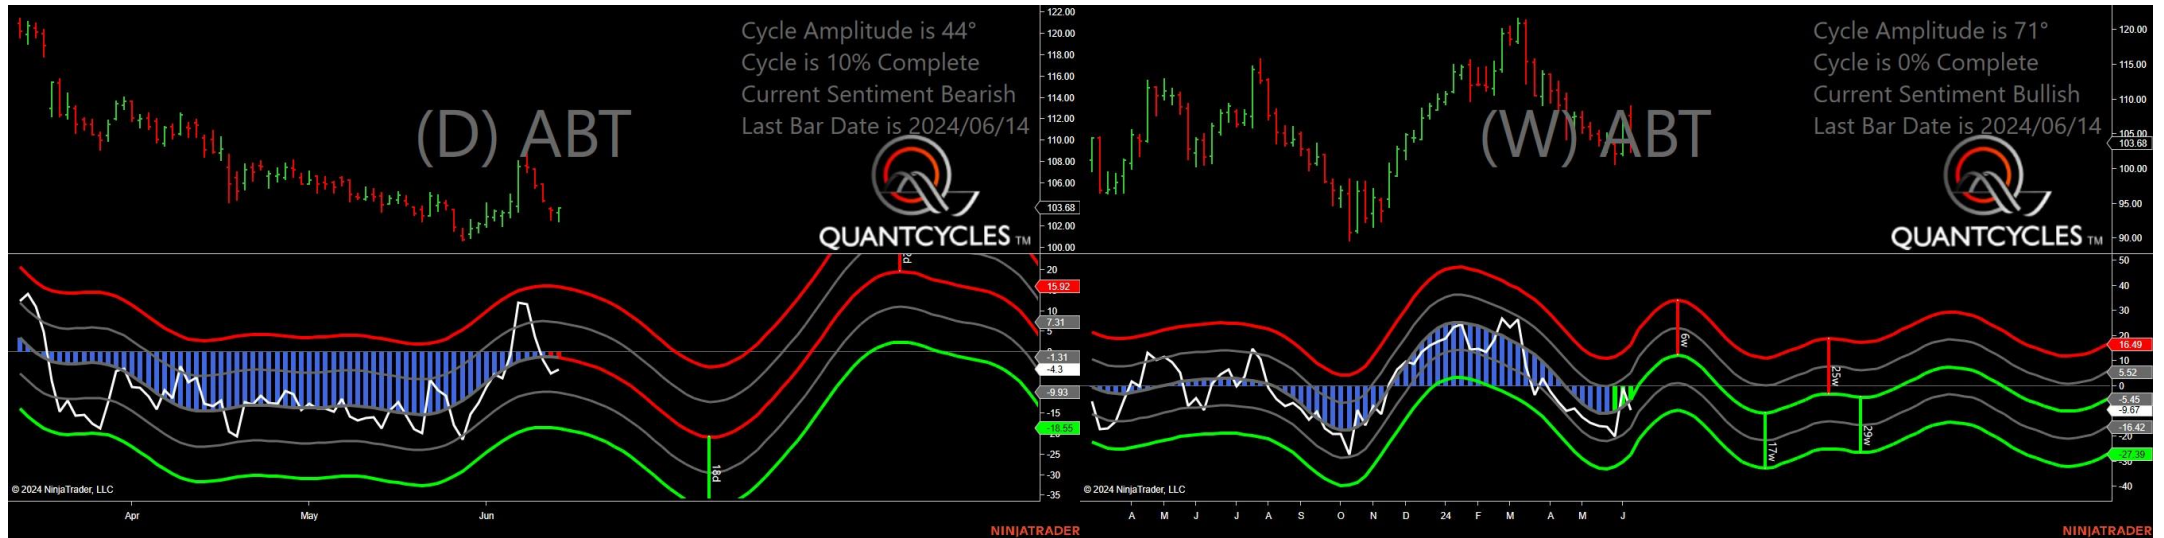 Cycle Amplitude is 44°
Cycle is 10% Complete
Current Sentiment Bearish
Last Bar Date is 2024/06/14
(D) ABT
QUANTCYCLES TM
122.00
120.00
118.00
116.00
114.00
112.00
110.00
108.00
106.00
103.68
102.00
100.00
20
15.92
10
7.31
5
-1.31
-4.3
-9.93
-15
-18.55
-25
-30
-35
18d
© 2024 NinjaTrader, LLC
Apr May Jun
NINJATRADER
Cycle Amplitude is 71°
Cycle is 0% Complete
Current Sentiment Bullish
Last Bar Date is 2024/06/14
(W) ABT
QUANTCYCLES TM
120.00
115.00
110.00
105.00
103.68
100.00
95.00
90.00
50
40
30
20
16.49
10
5.52
0
-5.45
-9.67
-16.42
-20
-27.39
-30
-40
6w
17w
25w
29w
© 2024 NinjaTrader, LLC
A M J J A S O N D 24 F M A M J
NINJATRADER